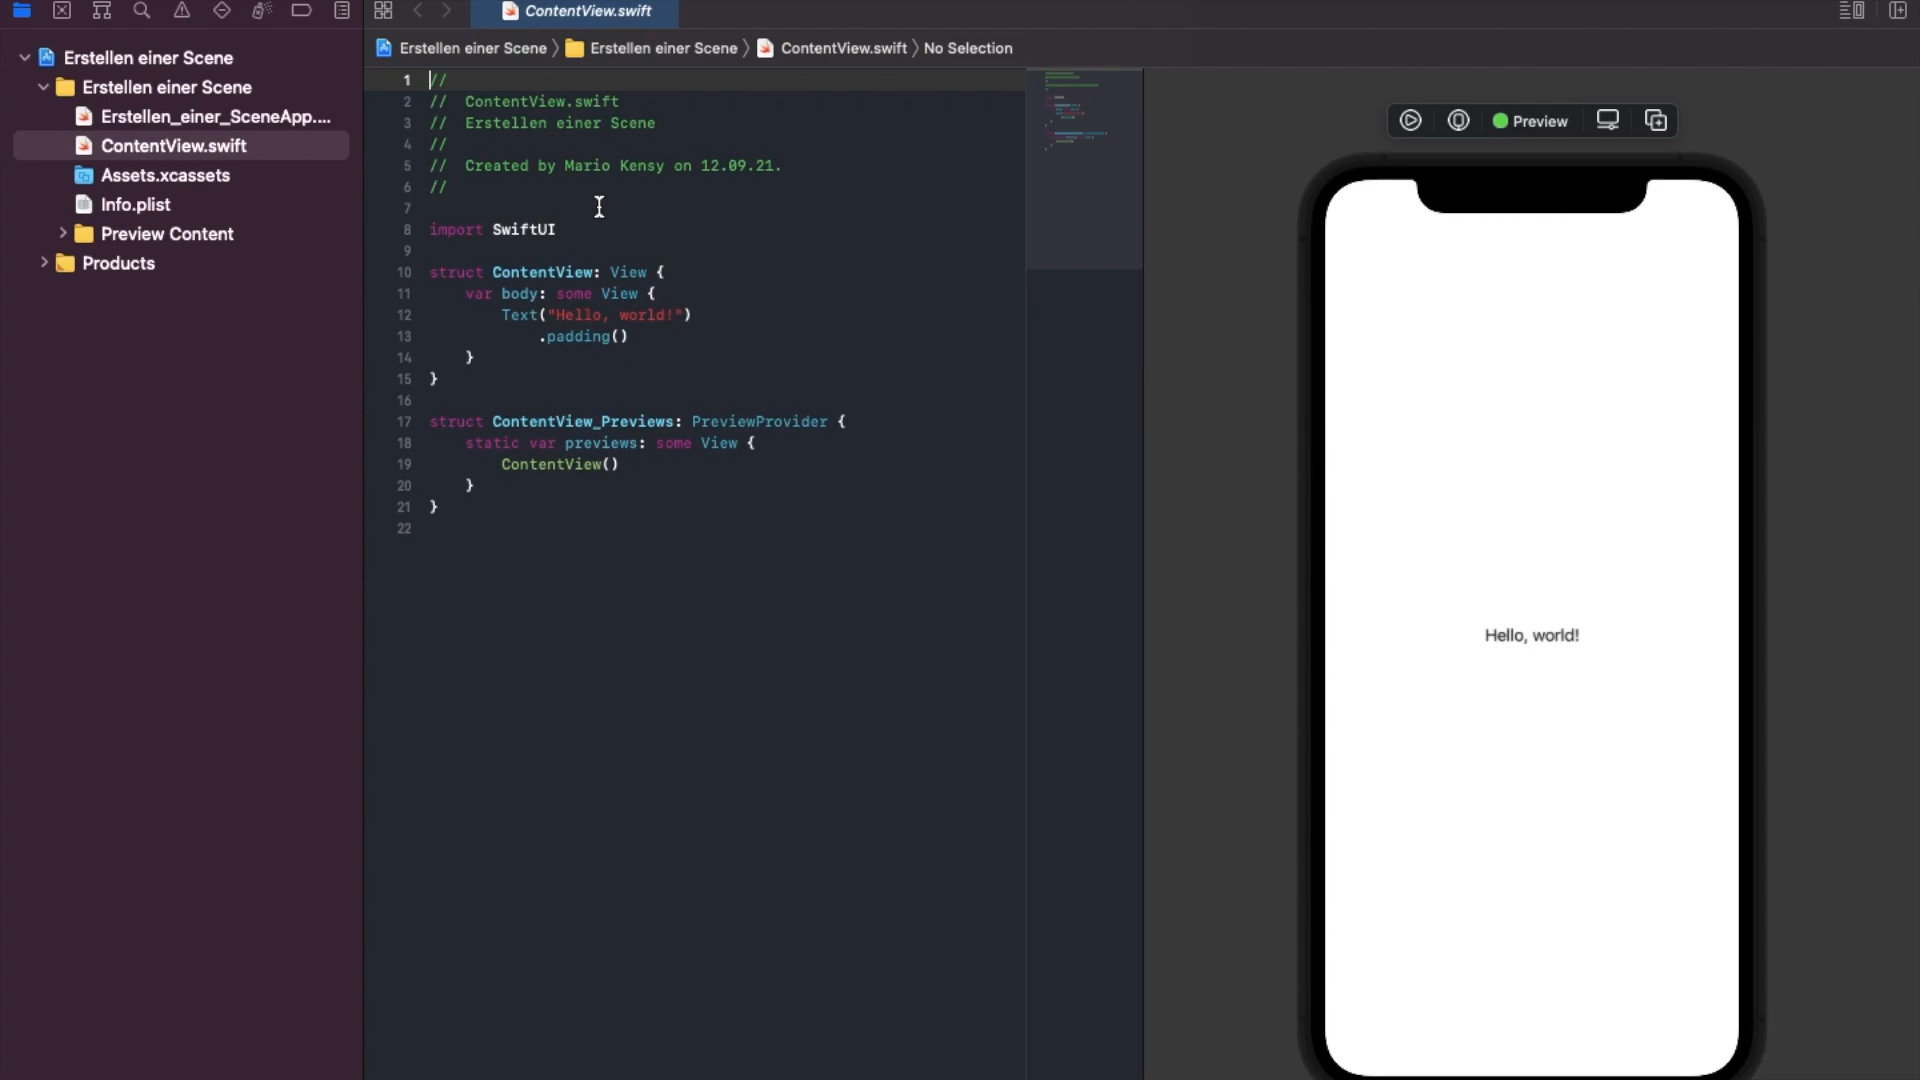 ContentView.swift
Erstellen einer Scene
Erstellen einer Scene
Erstellen_einer_SceneApp....
ContentView.swift
Assets.xcassets
Info.plist
Preview Content
Products
Erstellen einer Scene 〉 Erstellen einer Scene 〉 ContentView.swift 〉 No Selection
1 //
2 //  ContentView.swift
3 //  Erstellen einer Scene
4 //
5 //  Created by Mario Kensy on 12.09.21.
6 //
7
8 import SwiftUI
9
10 struct ContentView: View {
11     var body: some View {
12         Text("Hello, world!")
13             .padding()
14     }
15 }
16
17 struct ContentView_Previews: PreviewProvider {
18     static var previews: some View {
19         ContentView()
20     }
21 }
22
Preview
Hello, world!